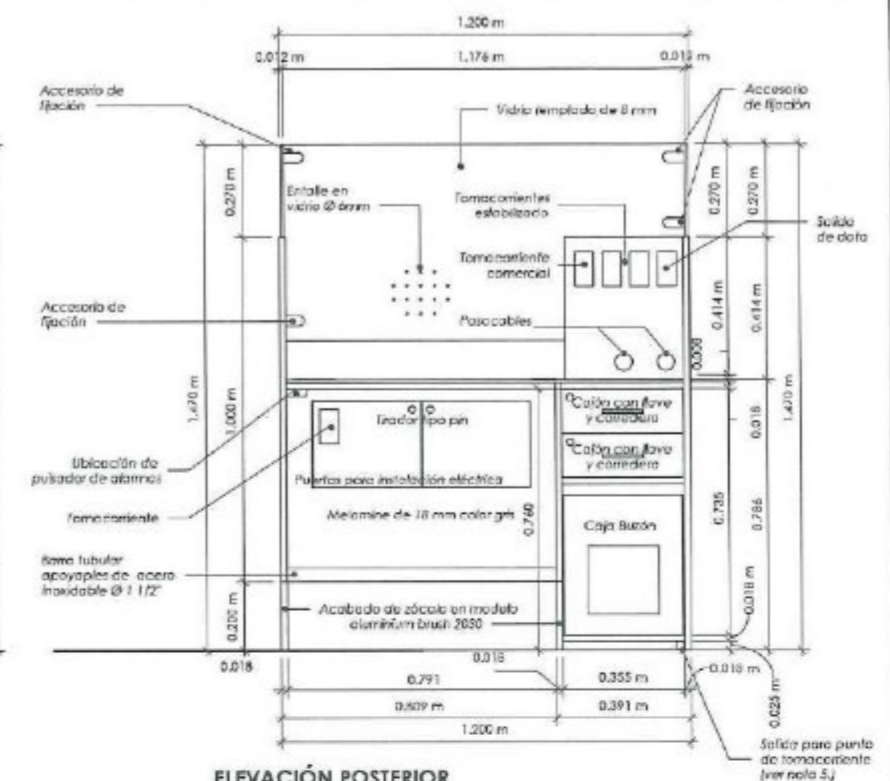 1.200 m
0.012 m
1.176 m
0.012 m
Accesorio de
fijación
Vidrio templado de 8 mm
Accesorio
de fijación
0.270 m
Entalle en
vidrio Ø 6mm
Tomacorrientes
estabilizado
0.270 m
0.270 m
Salida
de data
Tomacorriente
comercial
Accesorio de
fijación
Pasacables
0.414 m
0.414 m
0.008
1.470 m
1.000 m
1.470 m
Cajón con llave
y corredera
Tirador tipo pin
0.018
Cajón con llave
y corredera
Ubicación de
pulsador de alarmas
Puertas para instalación eléctrica
Tomacorriente
Melamine de 18 mm color gris
0.760
0.735
0.786
Caja Buzón
Barra tubular
apoyapies de acero
inoxidable Ø 1 1/2"
0.200 m
Acabado de zócalo en modelo
aluminium brush 2030
0.018 m
0.018
0.018
0.018 m
0.025 m
0.791
0.355 m
0.809
0.391 m
1.200 m
Salida para punto
de tomacorriente
(ver nota 5.)
ELEVACIÓN POSTERIOR